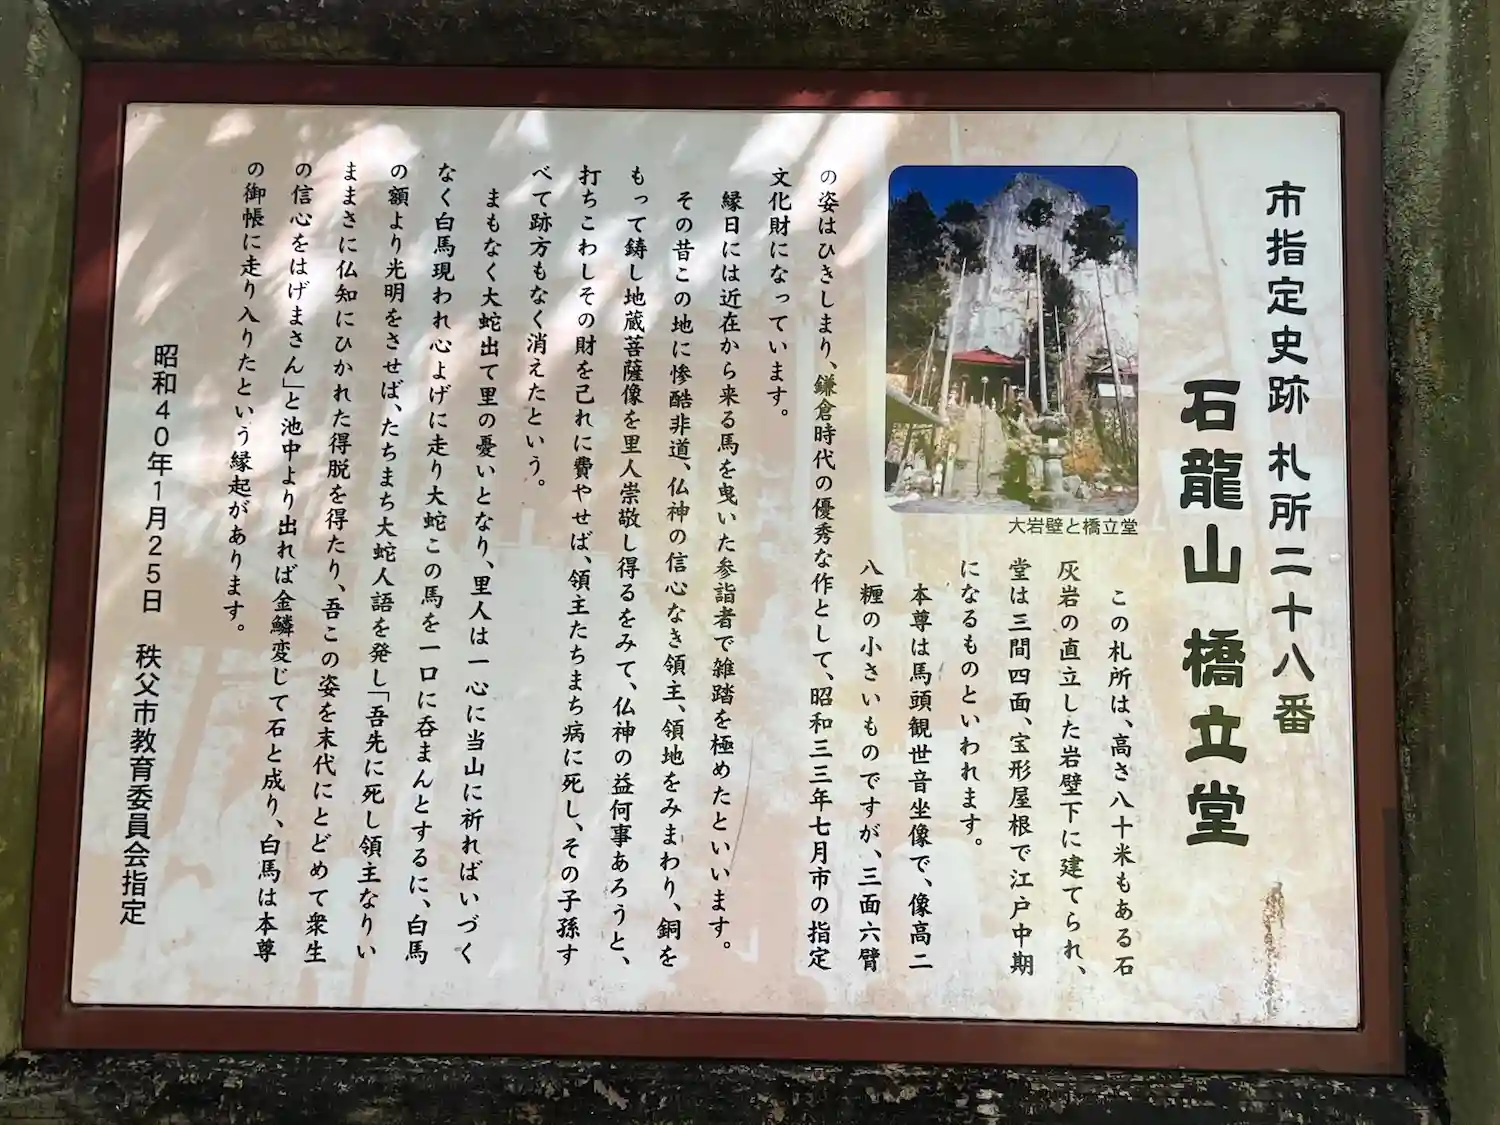 市指定史跡 札所二十八番
石龍山 橋立堂
大岩壁と橋立堂
この札所は、高さ八十米もある石
灰岩の直立した岩壁下に建てられ、
堂は三間四面、宝形屋根で江戸中期
になるものといわれます。
本尊は馬頭観世音坐像で、像高二
八糎の小さいものですが、三面六臂
の姿はひきしまり、鎌倉時代の優秀な作として、昭和三三年七月市の指定
文化財になっています。
縁日には近在から来る馬を曳いた参詣者で雑踏を極めたといいます。
その昔この地に惨酷非道、仏神の信心なき領主、領地をみまわり、銅を
もって鋳し地蔵菩薩像を里人崇敬し得るをみて、仏神の益何事あろうと、
打ちこわしその財を己れに費やせば、領主たちまち病に死し、その子孫す
べて跡方もなく消えたという。
まもなく大蛇出て里の憂いとなり、里人は一心に当山に祈ればいづく
なく白馬現われ心よげに走り大蛇この馬を一口に呑まんとするに、白馬
の額より光明をさせば、たちまち大蛇人語を発し「吾先に死し領主なりい
ままさに仏知にひかれた得脱を得たり、吾この姿を末代にとどめて衆生
の信心をはげまさん」と池中より出れば金鱗変じて石と成り、白馬は本尊
の御帳に走り入りたという縁起があります。
昭和40年1月25日 秩父市教育委員会指定